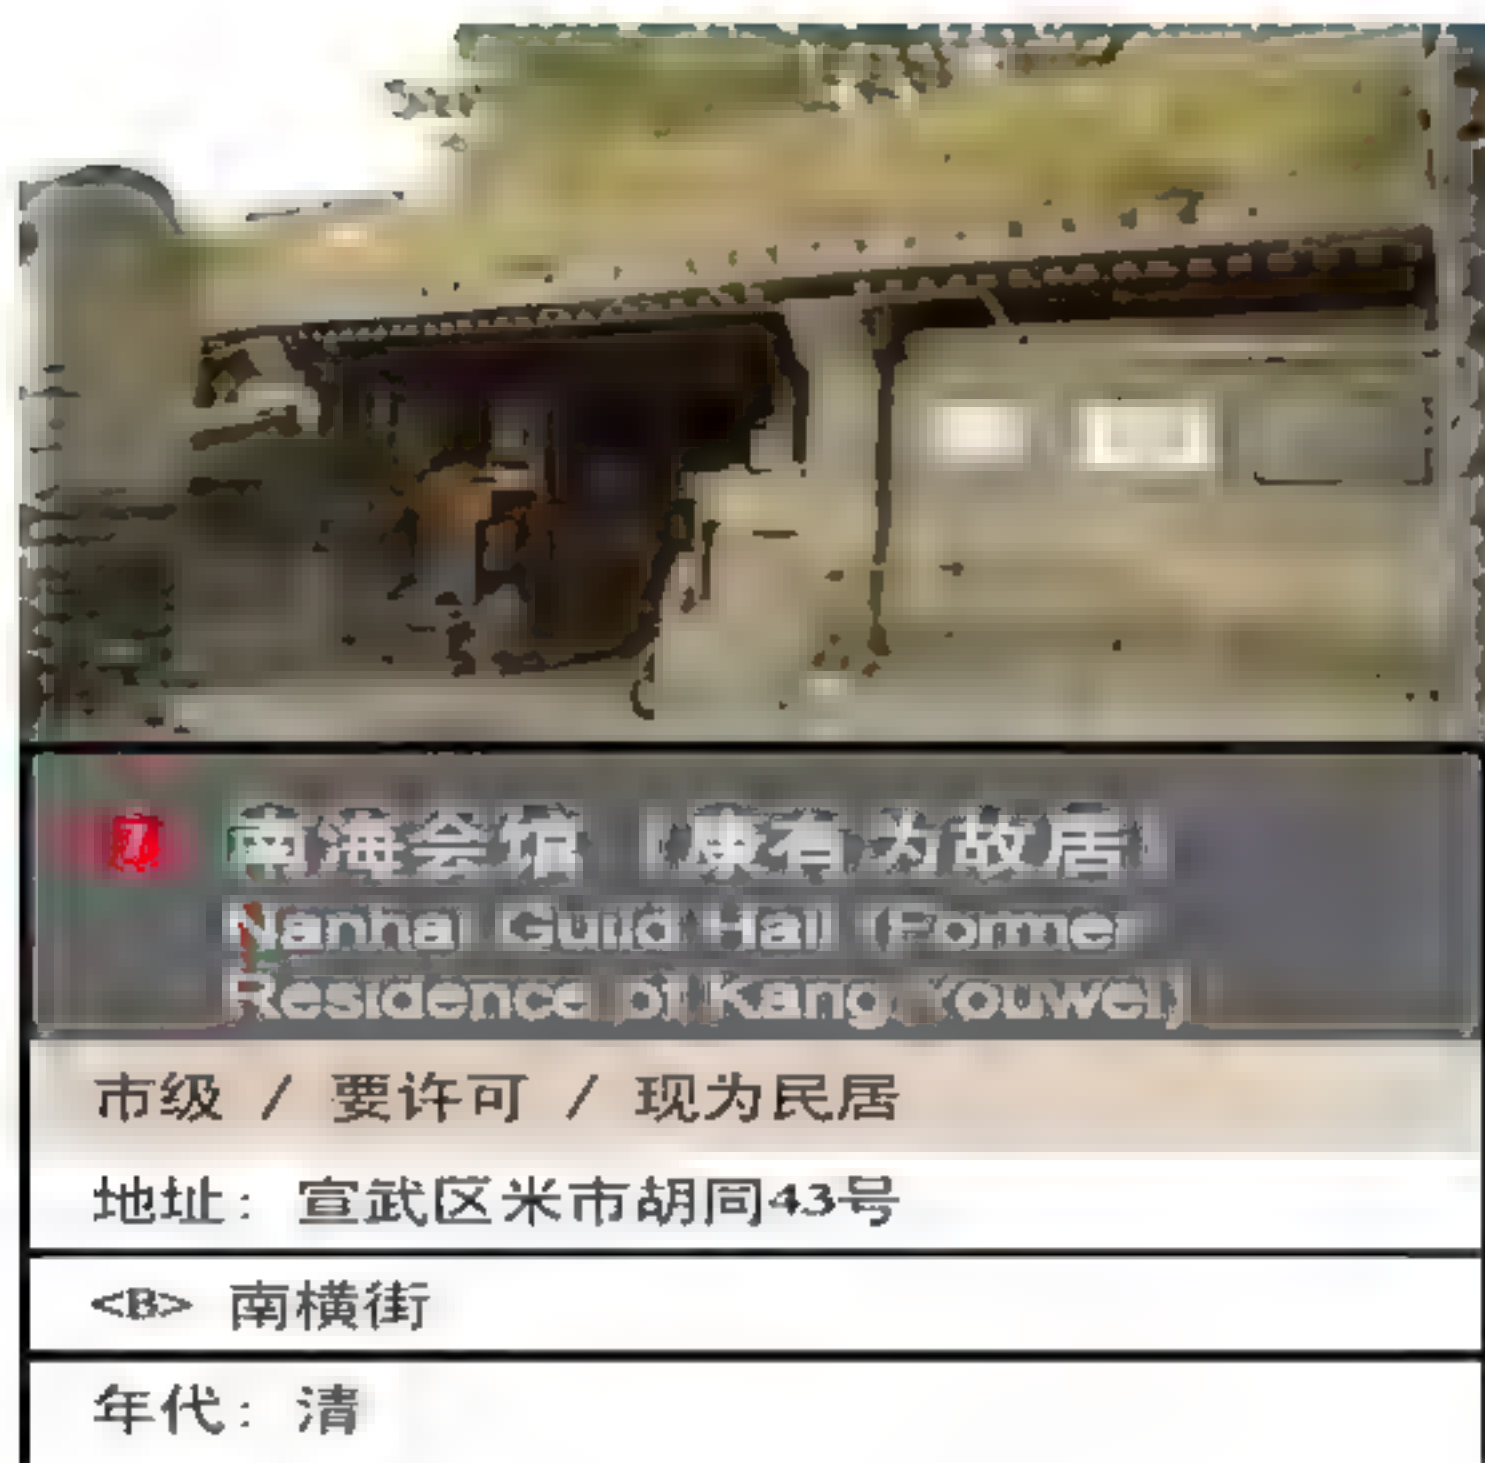 南海会馆（康有为故居）
Nanhai Guild Hall (Former
Residence of Kang Youwei)
市级 / 要许可 / 现为民居
地址: 宣武区米市胡同43号
<B> 南横街
年代: 清